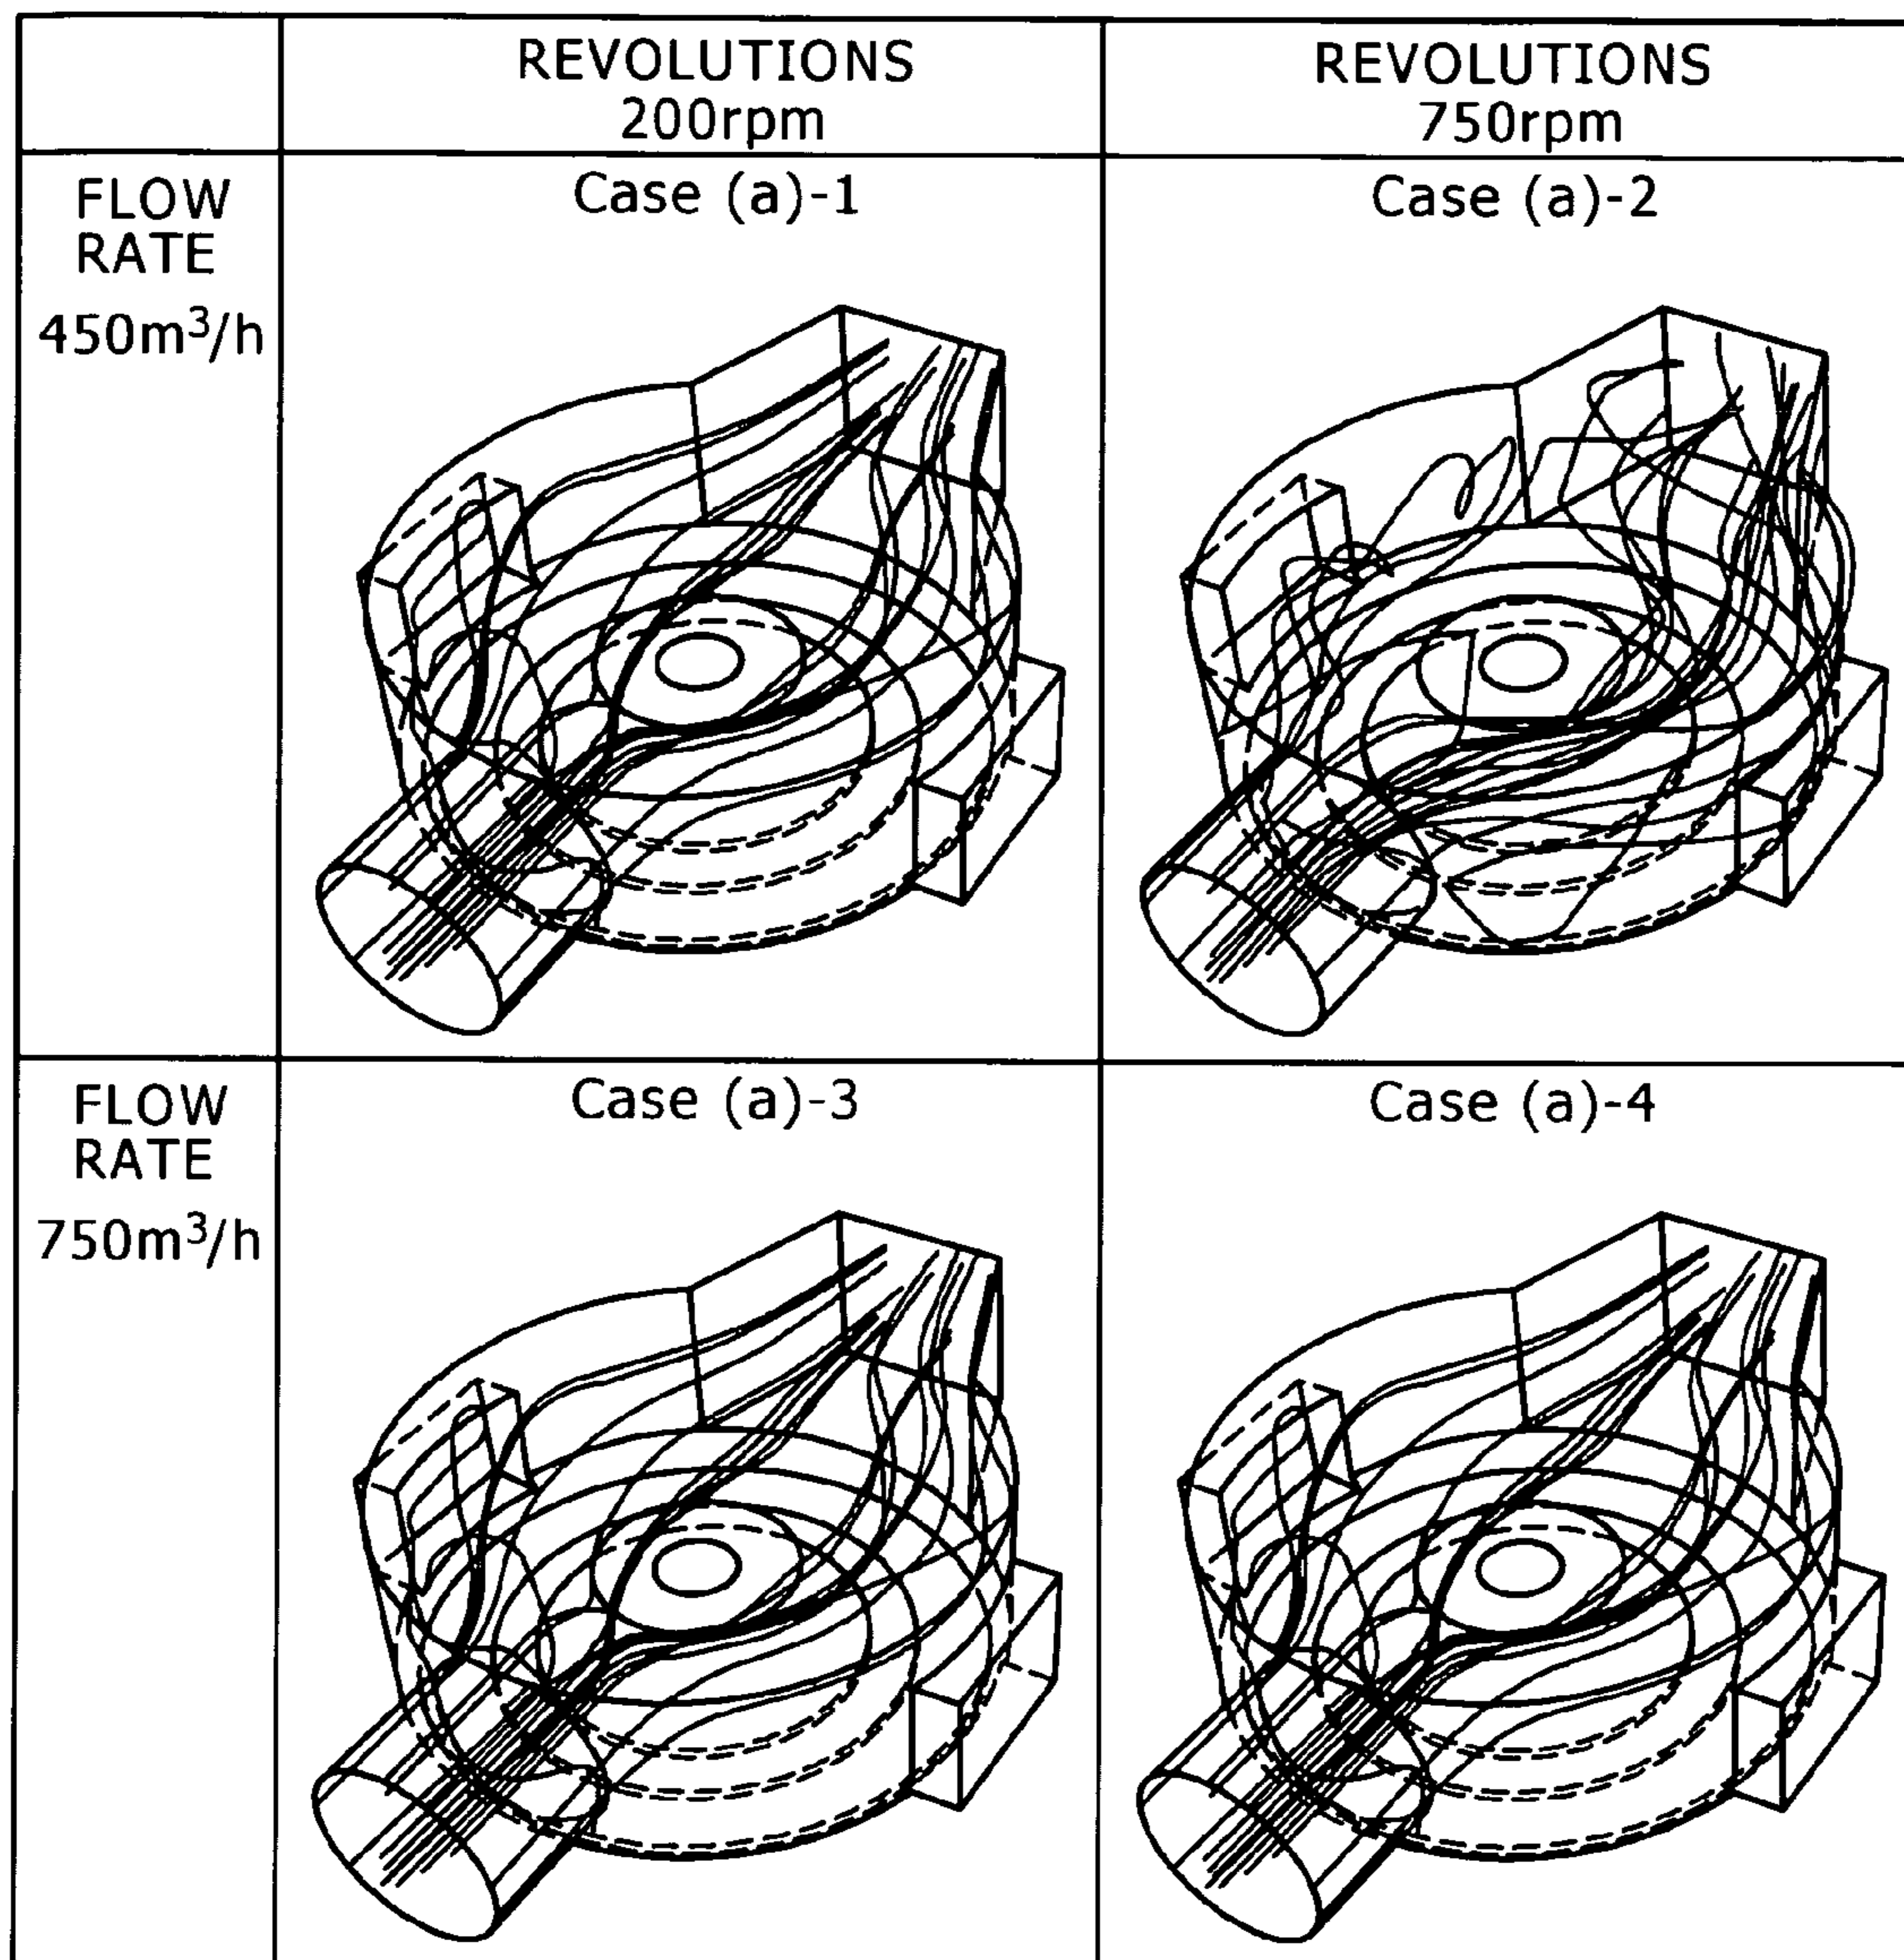 REVOLUTIONS
200rpm
REVOLUTIONS
750rpm
FLOW
RATE
450m³/h
Case (a)-1
Case (a)-2
FLOW
RATE
750m³/h
Case (a)-3
Case (a)-4